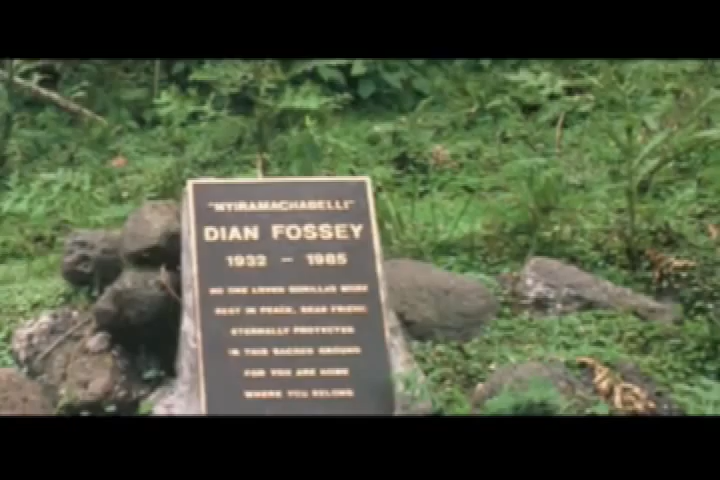 "NYIRAMACHABELLI"
DIAN FOSSEY
1932 - 1985
NO ONE LOVED GORILLAS MORE
REST IN PEACE, DEAR FRIEND
ETERNALLY PROTECTED
IN THIS SACRED GROUND
FOR YOU ARE HOME
WHERE YOU BELONG